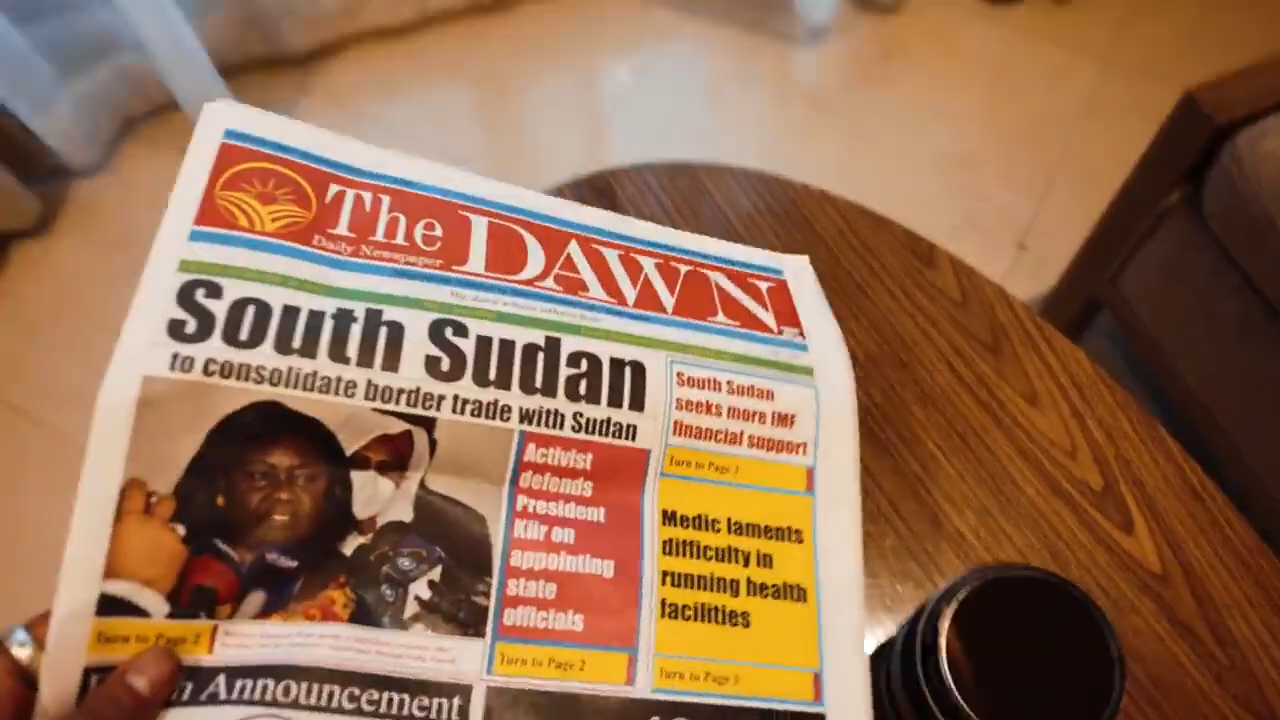 The DAWN
Daily Newspaper
South Sudan
to consolidate border trade with Sudan
South Sudan
seeks more IMF
financial support
Turn to Page
Activist
defends
President
Kiir on
appointing
state
officials
Turn to Page 2
Medic laments
difficulty in
running health
facilities
Turn to Page
Turn to Page 2
Announcement